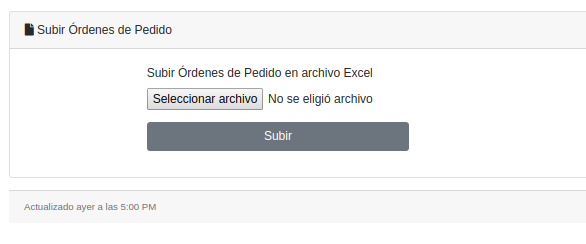 Subir Órdenes de Pedido
Subir Órdenes de Pedido en archivo Excel
Seleccionar archivo No se eligió archivo
Subir
Actualizado ayer a las 5:00 PM